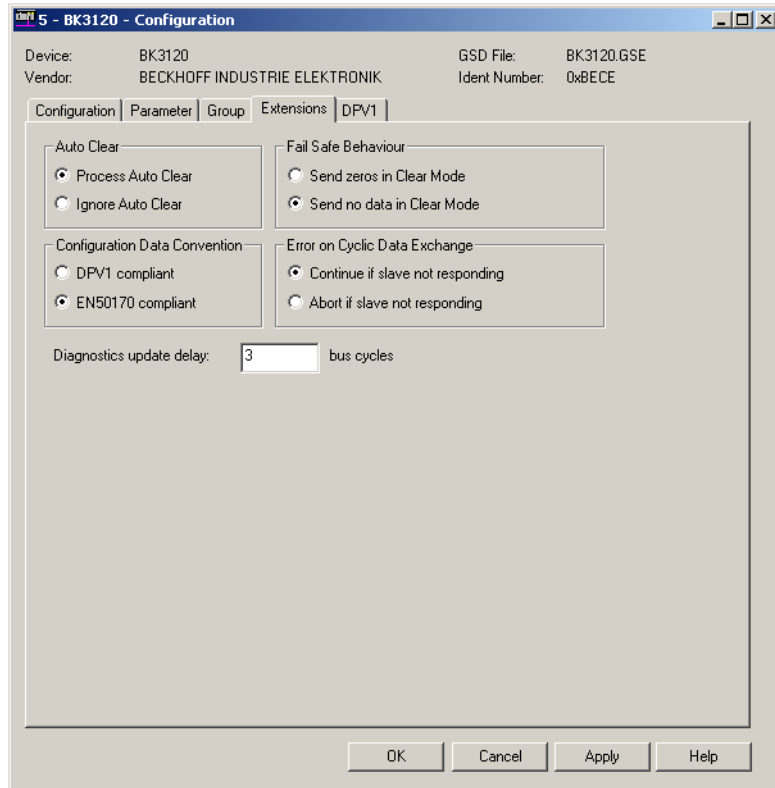 5 - BK3120 - Configuration
Device: BK3120 GSD File: BK3120.GSE
Vendor: BECKHOFF INDUSTRIE ELEKTRONIK Ident Number: 0xBECE
Configuration Parameter Group Extensions DPV1
Auto Clear
Process Auto Clear
Ignore Auto Clear
Fail Safe Behaviour
Send zeros in Clear Mode
Send no data in Clear Mode
Configuration Data Convention
DPV1 compliant
EN50170 compliant
Error on Cyclic Data Exchange
Continue if slave not responding
Abort if slave not responding
Diagnostics update delay: 3 bus cycles
OK Cancel Apply Help